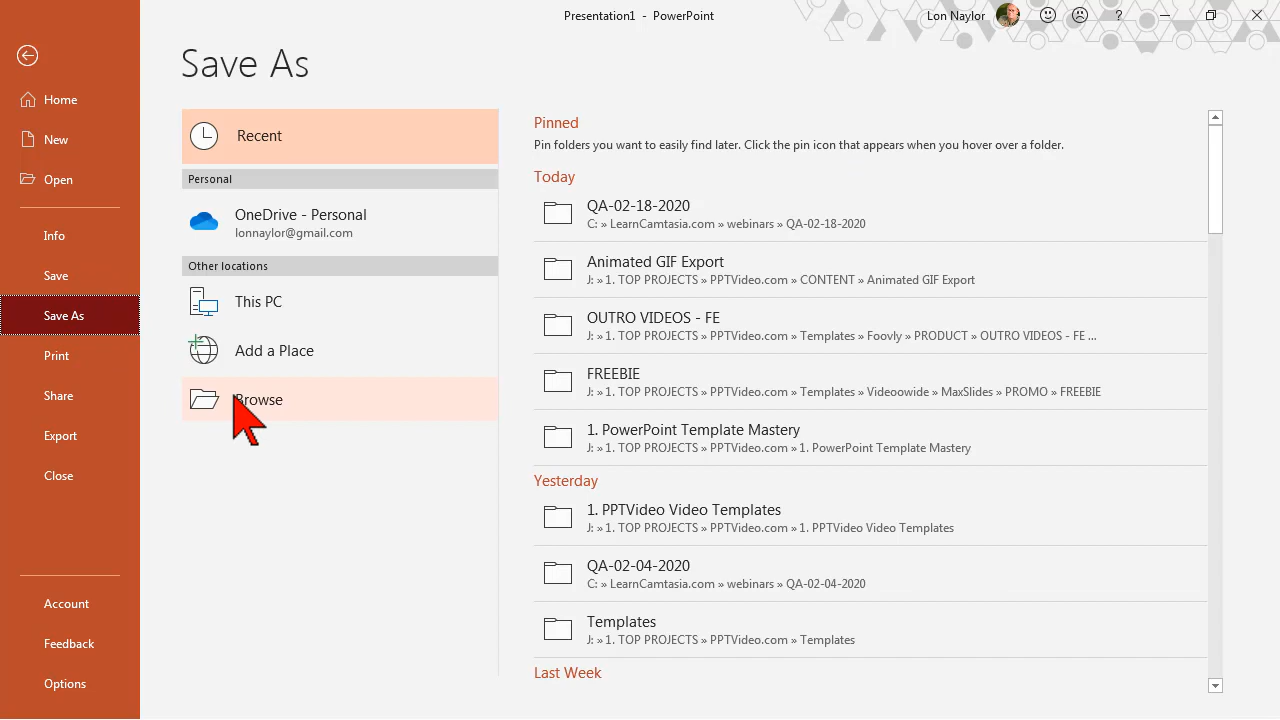 Presentation1 - PowerPoint
Lon Naylor
?
Home
New
Open
Info
Save
Save As
Print
Share
Export
Close
Account
Feedback
Options
Save As
Recent
Personal
OneDrive - Personal
lonnaylor@gmail.com
Other locations
This PC
Add a Place
Browse
Pinned
Pin folders you want to easily find later. Click the pin icon that appears when you hover over a folder.
Today
QA-02-18-2020
C: » LearnCamtasia.com » webinars » QA-02-18-2020
Animated GIF Export
J: » 1. TOP PROJECTS » PPTVideo.com » CONTENT » Animated GIF Export
OUTRO VIDEOS - FE
J: » 1. TOP PROJECTS » PPTVideo.com » Templates » Foovly » PRODUCT » OUTRO VIDEOS - FE ...
FREEBIE
J: » 1. TOP PROJECTS » PPTVideo.com » Templates » Videoowide » MaxSlides » PROMO » FREEBIE
1. PowerPoint Template Mastery
J: » 1. TOP PROJECTS » PPTVideo.com » 1. PowerPoint Template Mastery
Yesterday
1. PPTVideo Video Templates
J: » 1. TOP PROJECTS » PPTVideo.com » 1. PPTVideo Video Templates
QA-02-04-2020
C: » LearnCamtasia.com » webinars » QA-02-04-2020
Templates
J: » 1. TOP PROJECTS » PPTVideo.com » Templates
Last Week